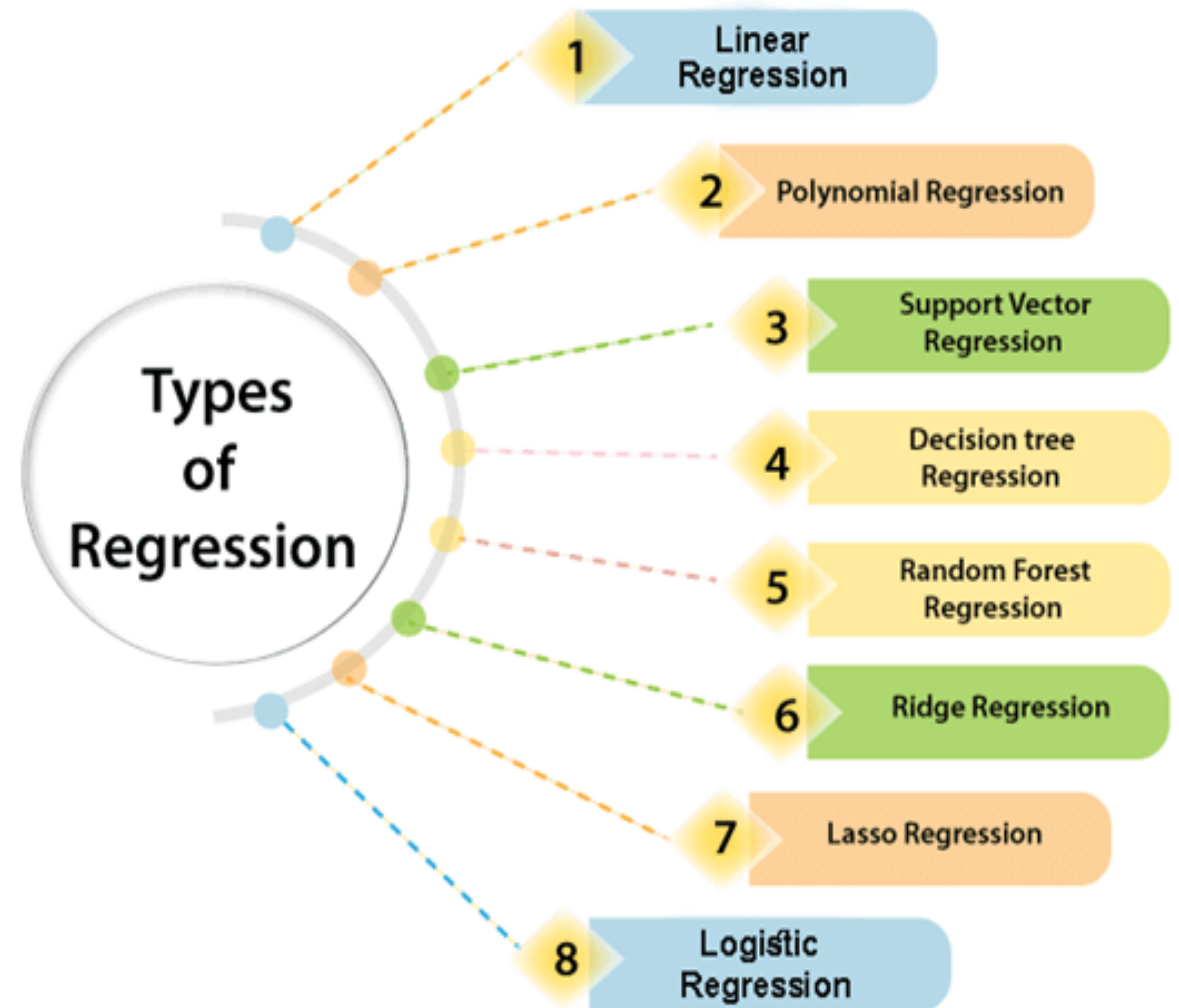 Types
of
Regression
1
Linear
Regression
2
Polynomial Regression
3
Support Vector
Regression
4
Decision tree
Regression
5
Random Forest
Regression
6
Ridge Regression
7
Lasso Regression
8
Logistic
Regression